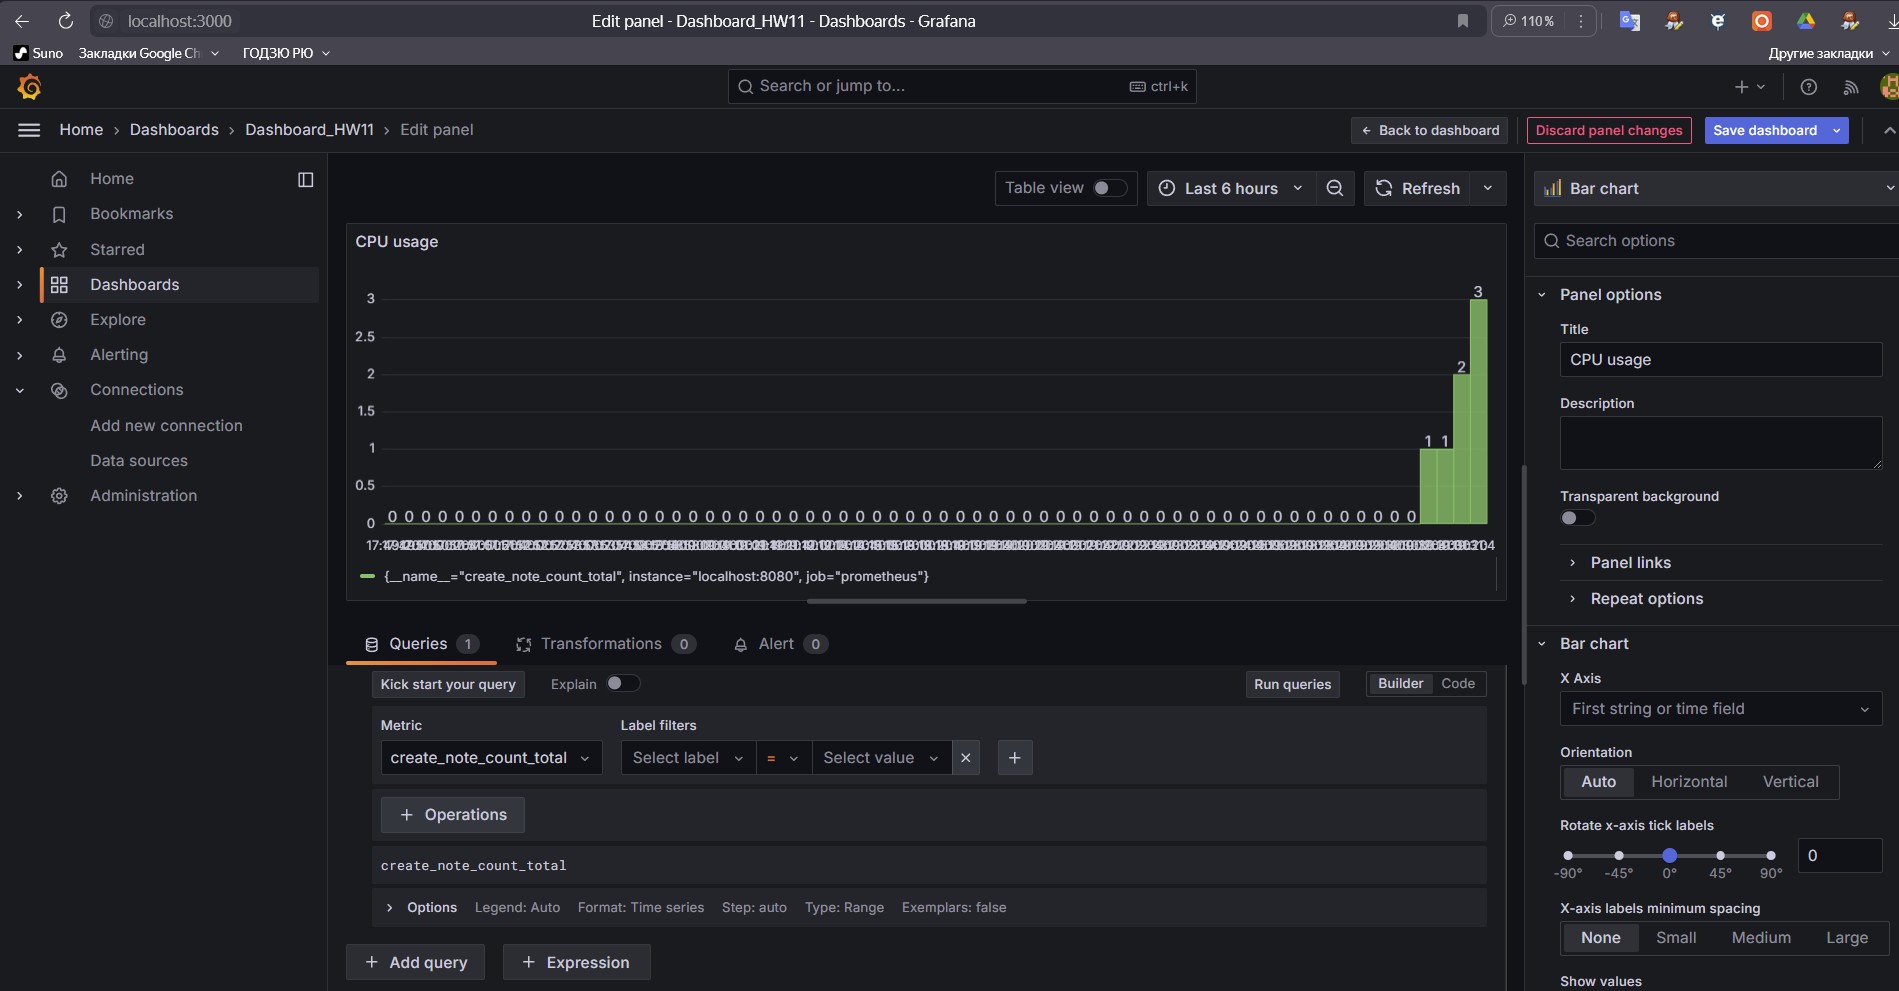 localhost:3000
Edit panel - Dashboard_HW11 - Dashboards - Grafana
110 %
Suno
Закладки Google Ch
ГОДЗЮ РЮ
Другие закладки
Search or jump to...
ctrl+k
Home
Dashboards
Dashboard_HW11
Edit panel
Back to dashboard
Discard panel changes
Save dashboard
Home
Bookmarks
Starred
Dashboards
Explore
Alerting
Connections
Add new connection
Data sources
Administration
Table view
Last 6 hours
Refresh
CPU usage
3
2.5
2
1.5
1
0.5
0
0 0 0 0 0 0 0 0 0 0 0 0 0 0 0 0 0 0 0 0 0 0 0 0 0 0 0 0 0 0 0 0 0 0 0 0 0 0 0 0 0 0 0 0 0 0 0 0 0 0 0 0 0 0 0 0 0 0 0 0 0 0
1 1
2
3
{__name__="create_note_count_total", instance="localhost:8080", job="prometheus"}
Queries 1
Transformations 0
Alert 0
Kick start your query
Explain
Run queries
Builder
Code
Metric
Label filters
create_note_count_total
Select label
=
Select value
+ Operations
create_note_count_total
Options
Legend: Auto
Format: Time series
Step: auto
Type: Range
Exemplars: false
+ Add query
+ Expression
Bar chart
Search options
Panel options
Title
CPU usage
Description
Transparent background
Panel links
Repeat options
Bar chart
X Axis
First string or time field
Orientation
Auto
Horizontal
Vertical
Rotate x-axis tick labels
0
-90°
-45°
0°
45°
90°
X-axis labels minimum spacing
None
Small
Medium
Large
Show values